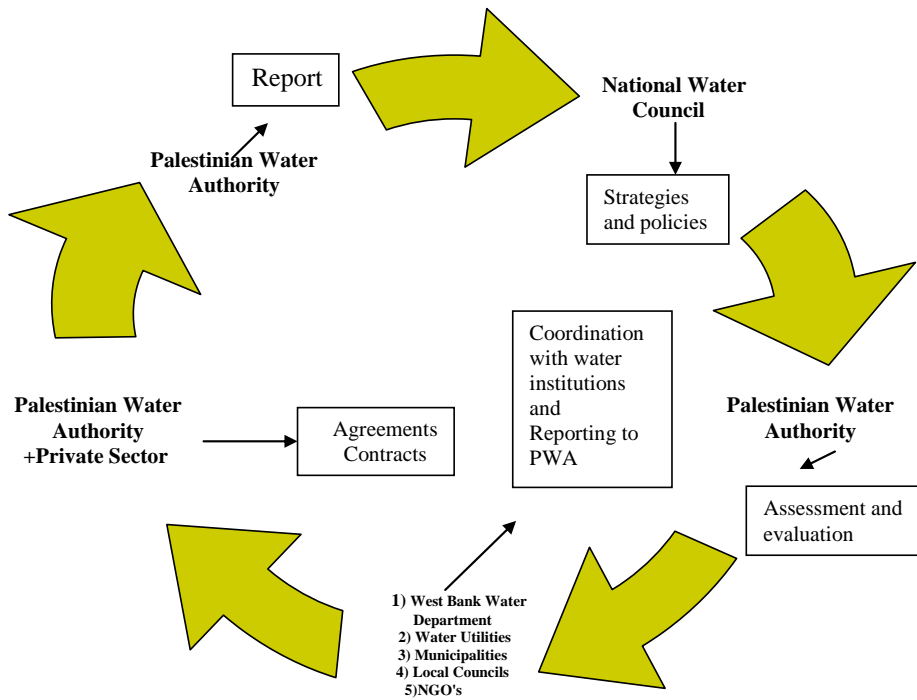 Report
Palestinian Water
Authority
National Water
Council
Strategies
and policies
Coordination
with water
institutions
and
Reporting to
PWA
Palestinian Water
Authority
Assessment and
evaluation
Palestinian Water
Authority
+Private Sector
Agreements
Contracts
1) West Bank Water
Department
2) Water Utilities
3) Municipalities
4) Local Councils
5)NGO's